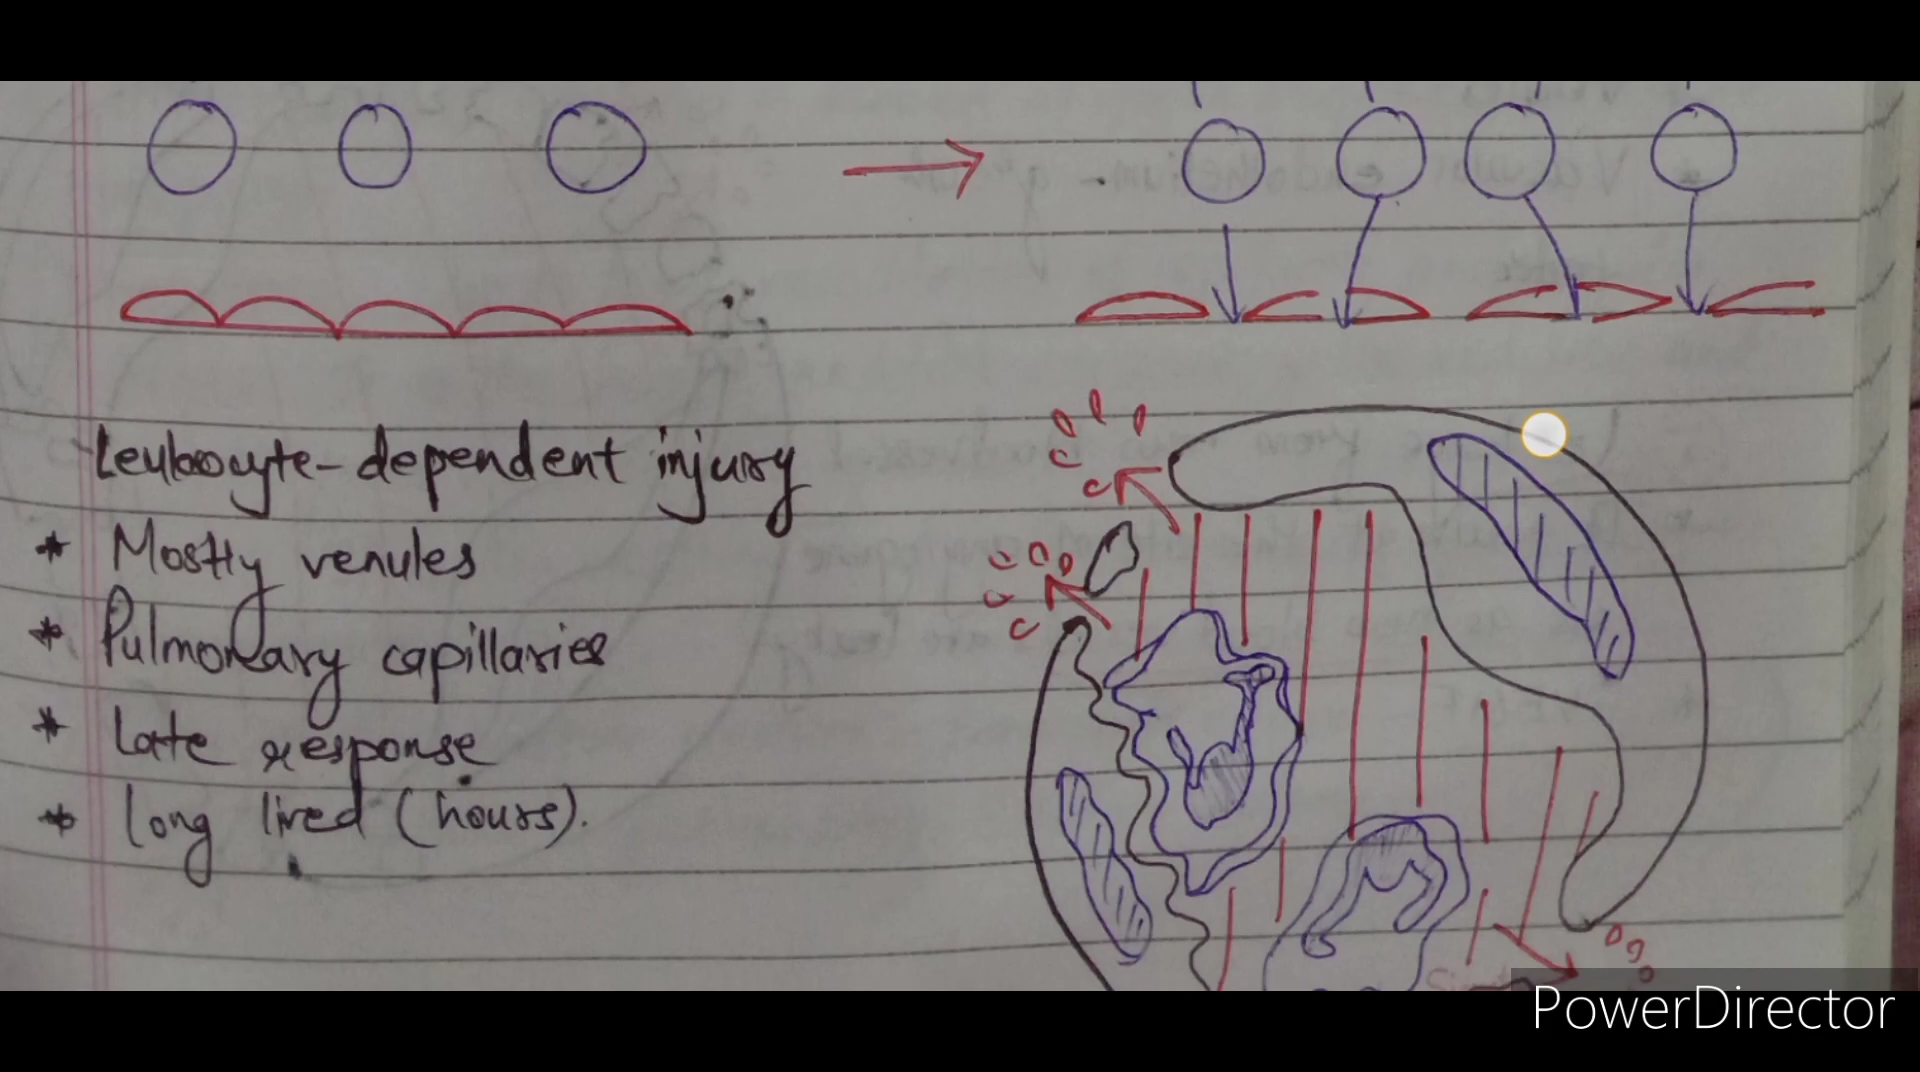 Leukocyte-dependent injury
* Mostly venules
* Pulmonary capillaries
* Late response
* long lived (hours).
PowerDirector